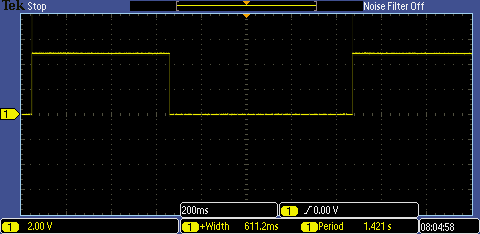 Tek Stop Noise Filter Off
1
200ms 1 /0.00 V
1 2.00 V 1 +Width 611.2ms 1 Period 1.421 s 08:04:58